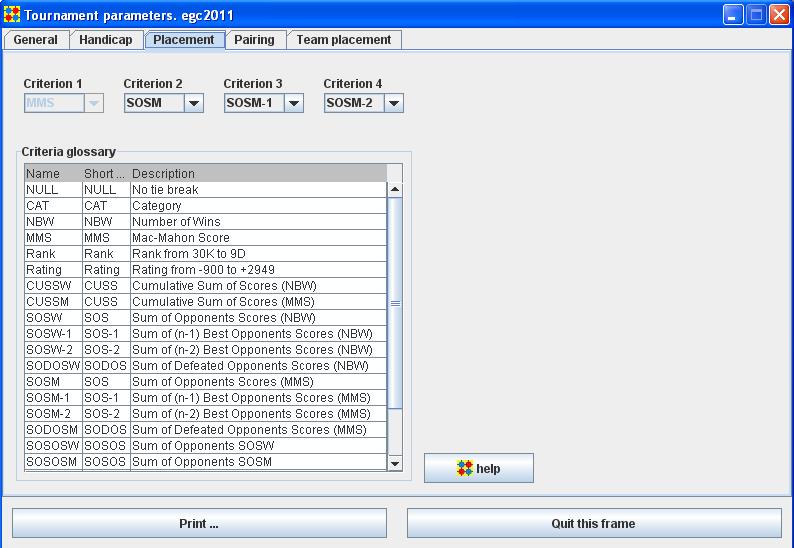 Tournament parameters. egc2011
General Handicap Placement Pairing Team placement
Criterion 1 Criterion 2 Criterion 3 Criterion 4
MMS SOSM SOSM-1 SOSM-2
Criteria glossary
Name Short ... Description
NULL NULL No tie break
CAT CAT Category
NBW NBW Number of Wins
MMS MMS Mac-Mahon Score
Rank Rank Rank from 30K to 9D
Rating Rating Rating from -900 to +2949
CUSSW CUSS Cumulative Sum of Scores (NBW)
CUSSM CUSS Cumulative Sum of Scores (MMS)
SOSW SOS Sum of Opponents Scores (NBW)
SOSW-1 SOS-1 Sum of (n-1) Best Opponents Scores (NBW)
SOSW-2 SOS-2 Sum of (n-2) Best Opponents Scores (NBW)
SODOSW SODOS Sum of Defeated Opponents Scores (NBW)
SOSM SOS Sum of Opponents Scores (MMS)
SOSM-1 SOS-1 Sum of (n-1) Best Opponents Scores (MMS)
SOSM-2 SOS-2 Sum of (n-2) Best Opponents Scores (MMS)
SODOSM SODOS Sum of Defeated Opponents Scores (MMS)
SOSOSW SOSOS Sum of Opponents SOSW
SOSOSM SOSOS Sum of Opponents SOSM
help
Print ... Quit this frame